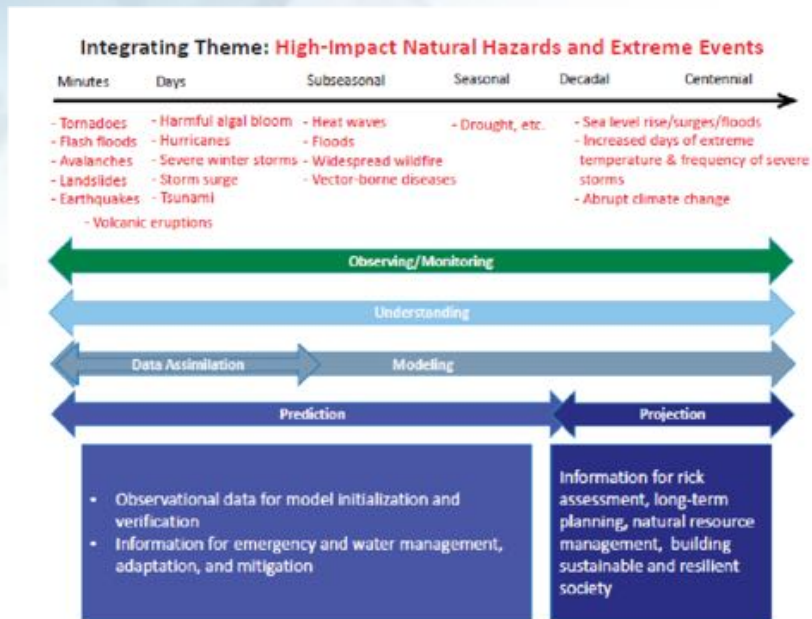 Integrating Theme: High-Impact Natural Hazards and Extreme Events
Minutes Days Subseasonal Seasonal Decadal Centennial
- Tornadoes
- Flash floods
- Avalanches
- Landslides
- Earthquakes
- Volcanic eruptions
- Harmful algal bloom
- Hurricanes
- Severe winter storms
- Storm surge
- Tsunami
- Heat waves
- Floods
- Widespread wildfire
- Vector-borne diseases
- Drought, etc.
- Sea level rise/surges/floods
- Increased days of extreme
temperature & frequency of severe
storms
- Abrupt climate change
Observing/Monitoring
Understanding
Data Assimilation Modeling
Prediction Projection
• Observational data for model initialization and
verification
• Information for emergency and water management,
adaptation, and mitigation
Information for rick
assessment, long-term
planning, natural resource
management, building
sustainable and resilient
society